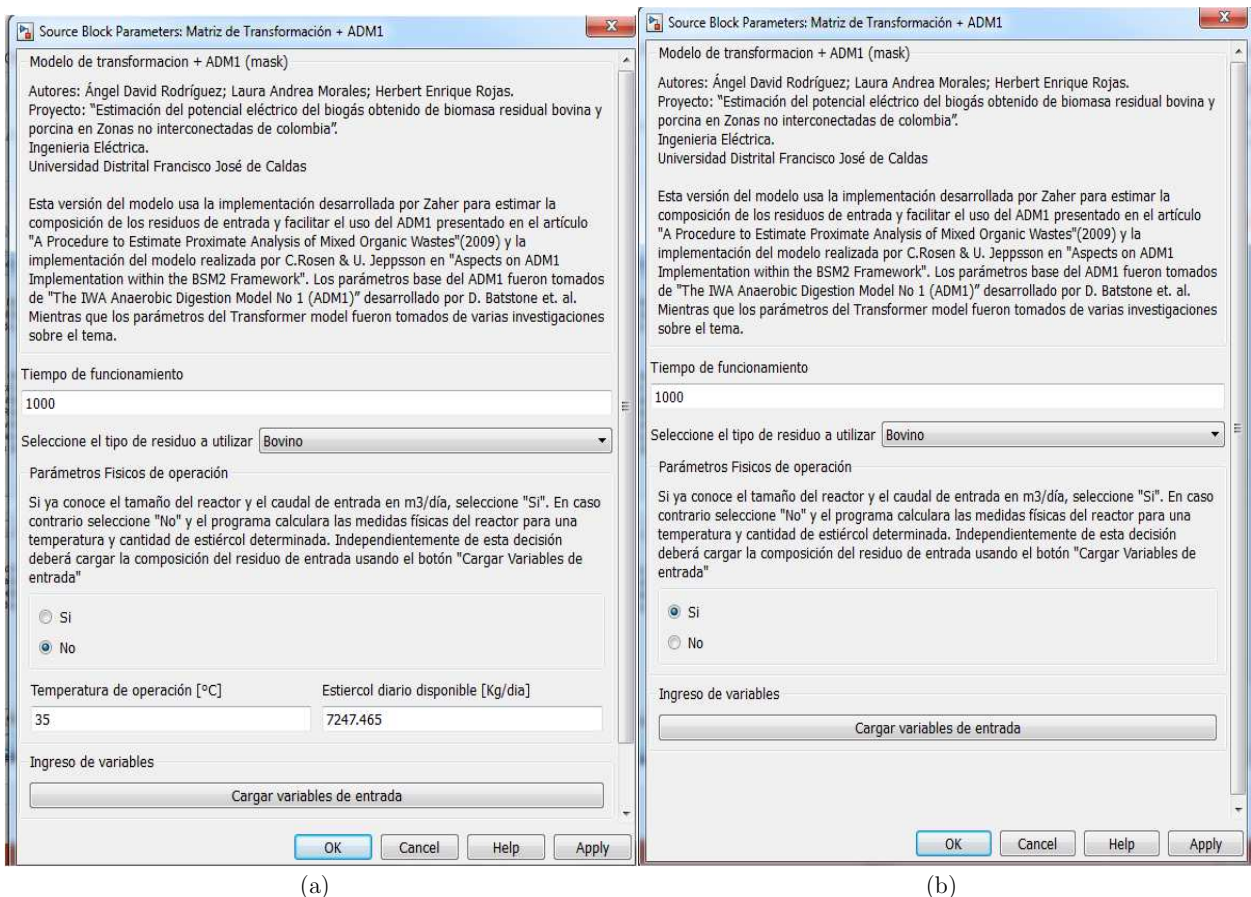 Source Block Parameters: Matriz de Transformación + ADM1
Modelo de transformacion + ADM1 (mask)
Autores: Ángel David Rodríguez; Laura Andrea Morales; Herbert Enrique Rojas.
Proyecto: "Estimación del potencial eléctrico del biogás obtenido de biomasa residual bovina y
porcina en Zonas no interconectadas de colombia".
Ingenieria Eléctrica.
Universidad Distrital Francisco José de Caldas
Esta versión del modelo usa la implementación desarrollada por Zaher para estimar la
composición de los residuos de entrada y facilitar el uso del ADM1 presentado en el artículo
"A Procedure to Estimate Proximate Analysis of Mixed Organic Wastes"(2009) y la
implementación del modelo realizada por C.Rosen & U. Jeppsson en "Aspects on ADM1
Implementation within the BSM2 Framework". Los parámetros base del ADM1 fueron tomados
de "The IWA Anaerobic Digestion Model No 1 (ADM1)" desarrollado por D. Batstone et. al.
Mientras que los parámetros del Transformer model fueron tomados de varias investigaciones
sobre el tema.
Tiempo de funcionamiento
1000
Seleccione el tipo de residuo a utilizar Bovino
Parámetros Fisicos de operación
Si ya conoce el tamaño del reactor y el caudal de entrada en m3/día, seleccione "Si". En caso
contrario seleccione "No" y el programa calculara las medidas físicas del reactor para una
temperatura y cantidad de estiércol determinada. Independientemente de esta decisión
deberá cargar la composición del residuo de entrada usando el botón "Cargar Variables de
entrada"
Si
No
Temperatura de operación [ºC] Estiercol diario disponible [Kg/dia]
35 7247.465
Ingreso de variables
Cargar variables de entrada
OK Cancel Help Apply
(a)
Source Block Parameters: Matriz de Transformación + ADM1
Modelo de transformacion + ADM1 (mask)
Autores: Ángel David Rodríguez; Laura Andrea Morales; Herbert Enrique Rojas.
Proyecto: "Estimación del potencial eléctrico del biogás obtenido de biomasa residual bovina y
porcina en Zonas no interconectadas de colombia".
Ingenieria Eléctrica.
Universidad Distrital Francisco José de Caldas
Esta versión del modelo usa la implementación desarrollada por Zaher para estimar la
composición de los residuos de entrada y facilitar el uso del ADM1 presentado en el artículo
"A Procedure to Estimate Proximate Analysis of Mixed Organic Wastes"(2009) y la
implementación del modelo realizada por C.Rosen & U. Jeppsson en "Aspects on ADM1
Implementation within the BSM2 Framework". Los parámetros base del ADM1 fueron tomados
de "The IWA Anaerobic Digestion Model No 1 (ADM1)" desarrollado por D. Batstone et. al.
Mientras que los parámetros del Transformer model fueron tomados de varias investigaciones
sobre el tema.
Tiempo de funcionamiento
1000
Seleccione el tipo de residuo a utilizar Bovino
Parámetros Fisicos de operación
Si ya conoce el tamaño del reactor y el caudal de entrada en m3/día, seleccione "Si". En caso
contrario seleccione "No" y el programa calculara las medidas físicas del reactor para una
temperatura y cantidad de estiércol determinada. Independientemente de esta decisión
deberá cargar la composición del residuo de entrada usando el botón "Cargar Variables de
entrada"
Si
No
Ingreso de variables
Cargar variables de entrada
OK Cancel Help Apply
(b)